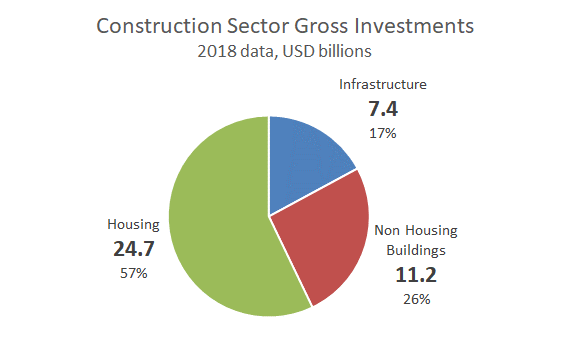 Construction Sector Gross Investments
2018 data, USD billions
Infrastructure
7.4
17%
Housing
24.7
57%
Non Housing
Buildings
11.2
26%